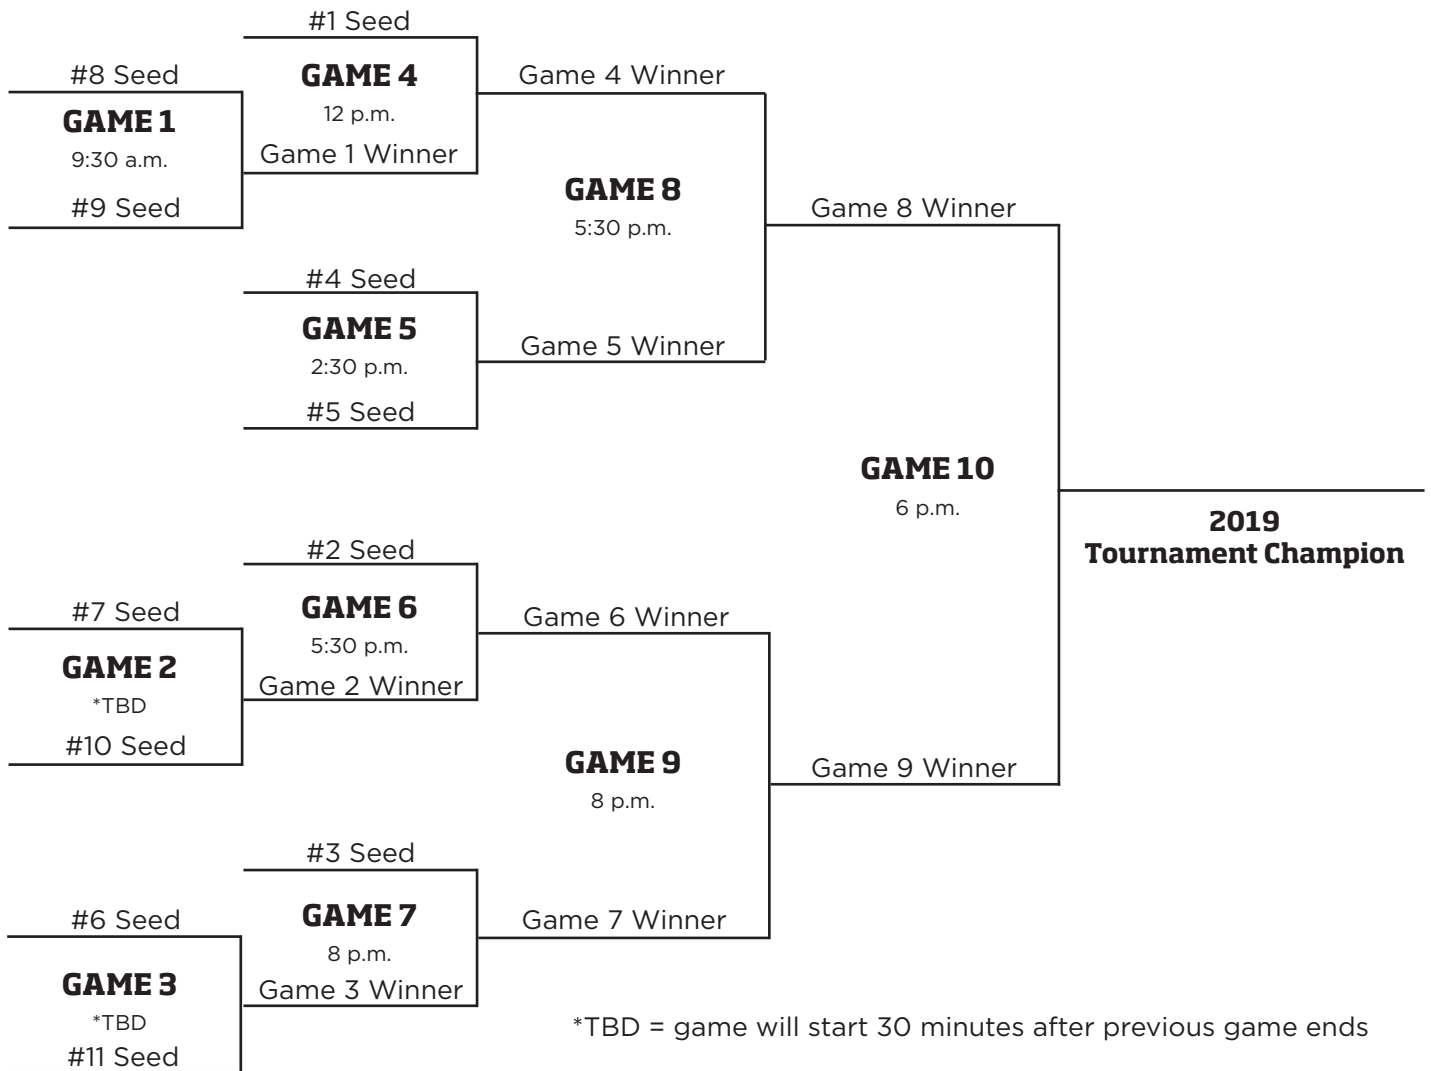 #1 Seed
#8 Seed
GAME 4
Game 4 Winner
12 p.m.
GAME 1
9:30 a.m.
Game 1 Winner
#9 Seed
GAME 8
5:30 p.m.
Game 8 Winner
#4 Seed
GAME 5
2:30 p.m.
Game 5 Winner
#5 Seed
GAME 10
6 p.m.
2019
Tournament Champion
#2 Seed
#7 Seed
GAME 6
5:30 p.m.
Game 6 Winner
GAME 2
*TBD
Game 2 Winner
#10 Seed
GAME 9
8 p.m.
Game 9 Winner
#3 Seed
#6 Seed
GAME 7
8 p.m.
Game 7 Winner
GAME 3
*TBD
Game 3 Winner
#11 Seed
*TBD = game will start 30 minutes after previous game ends